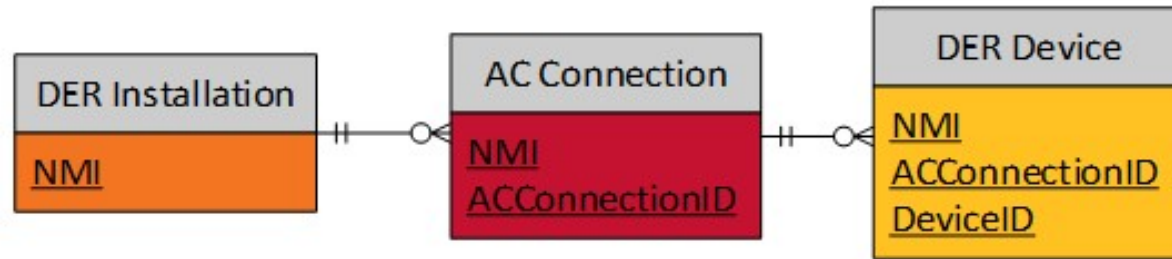 DER Installation
NMI
AC Connection
NMI
ACConnectionID
DER Device
NMI
ACConnectionID
DeviceID